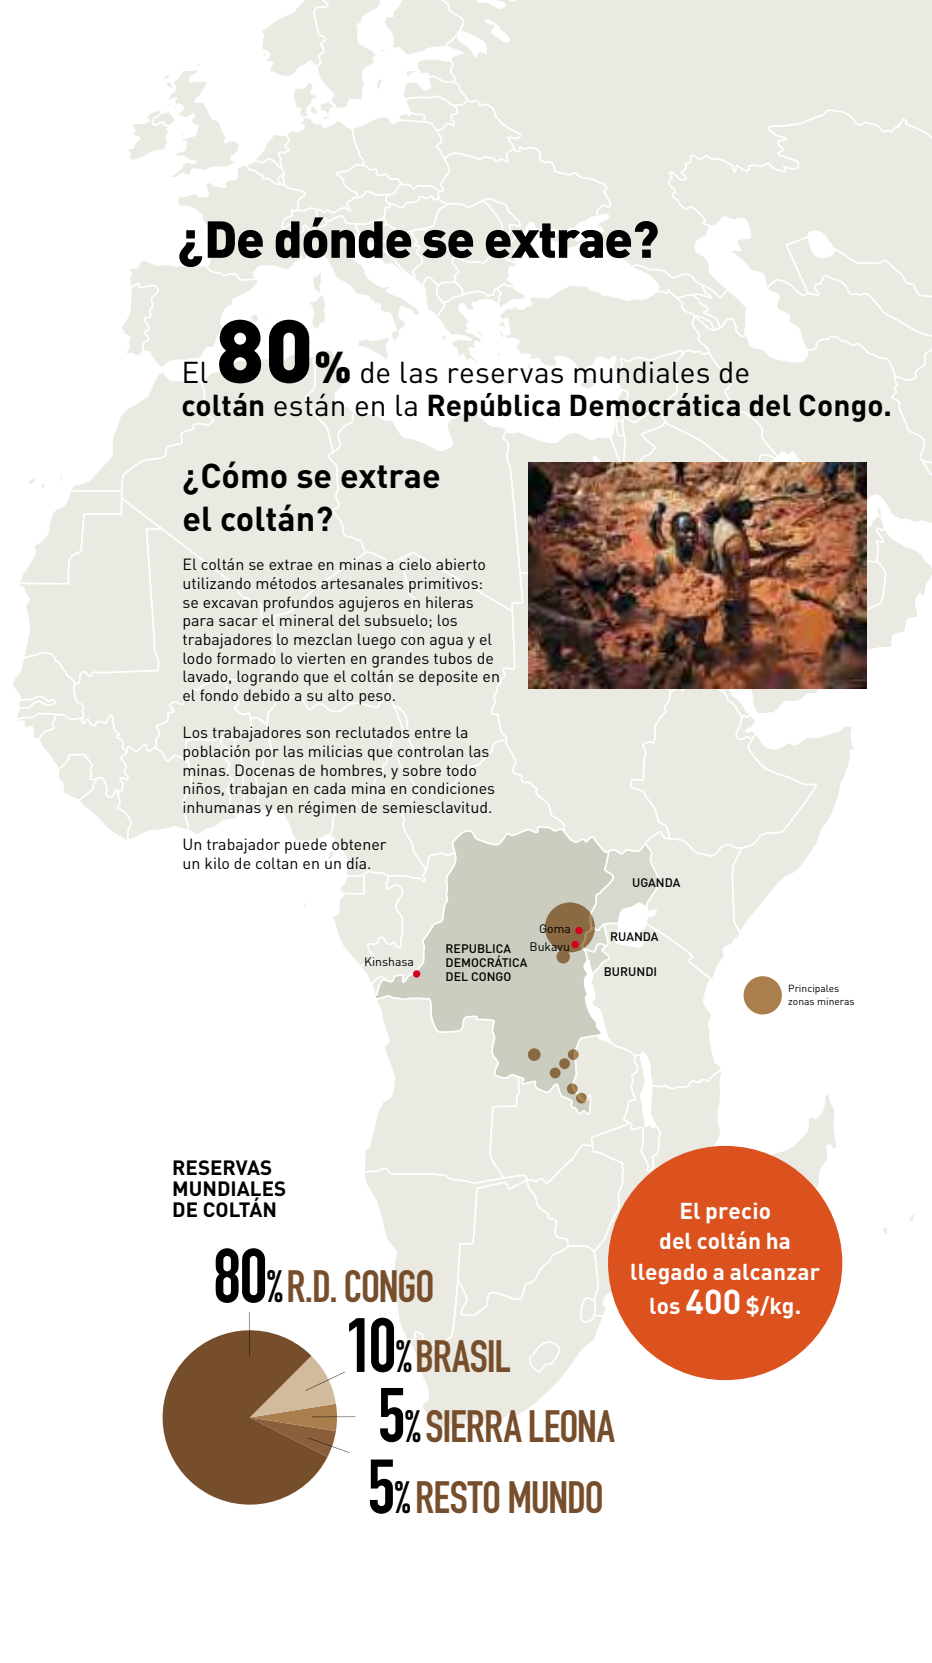 ¿De dónde se extrae?
El 80% de las reservas mundiales de
coltán están en la República Democrática del Congo.
¿Cómo se extrae
el coltán?
El coltán se extrae en minas a cielo abierto
utilizando métodos artesanales primitivos:
se excavan profundos agujeros en hileras
para sacar el mineral del subsuelo; los
trabajadores lo mezclan luego con agua y el
lodo formado lo vierten en grandes tubos de
lavado, logrando que el coltán se deposite en
el fondo debido a su alto peso.
Los trabajadores son reclutados entre la
población por las milicias que controlan las
minas. Docenas de hombres, y sobre todo
niños, trabajan en cada mina en condiciones
inhumanas y en régimen de semiesclavitud.
Un trabajador puede obtener
un kilo de coltan en un día.
UGANDA
Goma
RUANDA
Bukavu
REPUBLICA
DEMOCRÁTICA
DEL CONGO
Kinshasa
BURUNDI
Principales
zonas mineras
RESERVAS
MUNDIALES
DE COLTÁN
80% R.D. CONGO
10% BRASIL
5% SIERRA LEONA
5% RESTO MUNDO
El precio
del coltán ha
llegado a alcanzar
los 400 $/kg.